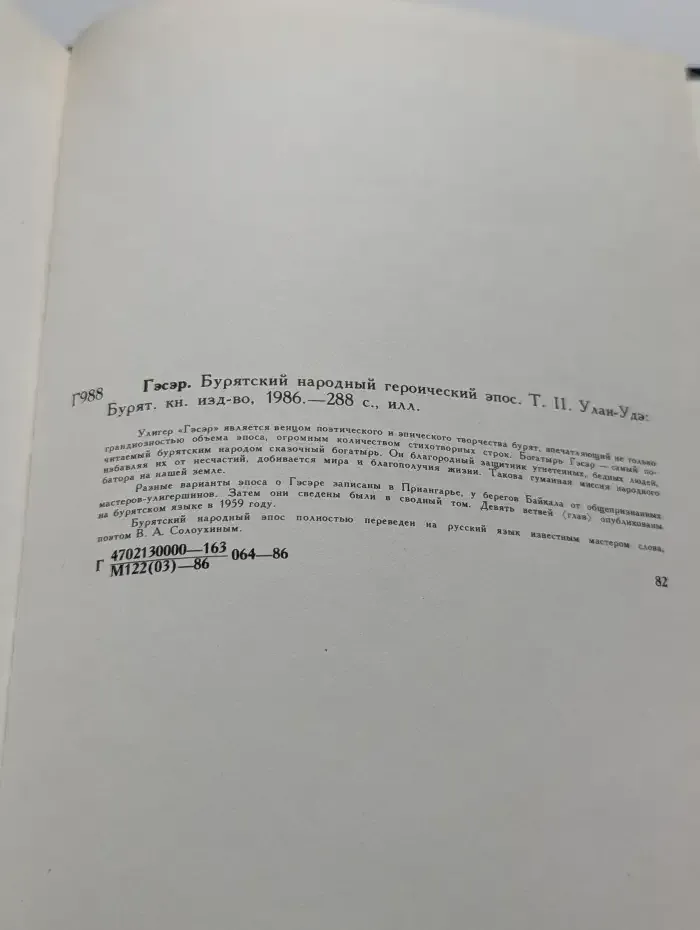 Г988
Гэсэр. Бурятский народный героический эпос. Т. II. Улан-Удэ:
Бурят. кн. изд-во, 1986.—288 с., илл.
Улигер «Гэсэр» является венцом поэтического и эпического творчества бурят, впечатляющий не только
грандиозностью объема эпоса, огромным количеством стихотворных строк. Богатырь Гэсэр — самый по-
читаемый бурятским народом сказочный богатырь. Он благородный защитник угнетенных, бедных людей,
избавляя их от несчастий, добивается мира и благополучия жизни. Такова гуманная миссия народного
батора на нашей земле.
Разные варианты эпоса о Гэсэре записаны в Приангарье, у берегов Байкала от общепризнанных
мастеров-улигершинов. Затем они сведены были в сводный том. Девять ветвей (глав) опубликованы
на бурятском языке в 1959 году.
Бурятский народный эпос полностью переведен на русский язык известным мастером слова,
поэтом В. А. Солоухиным.
Г 4702130000—163 064—86
М122(03)—86
82